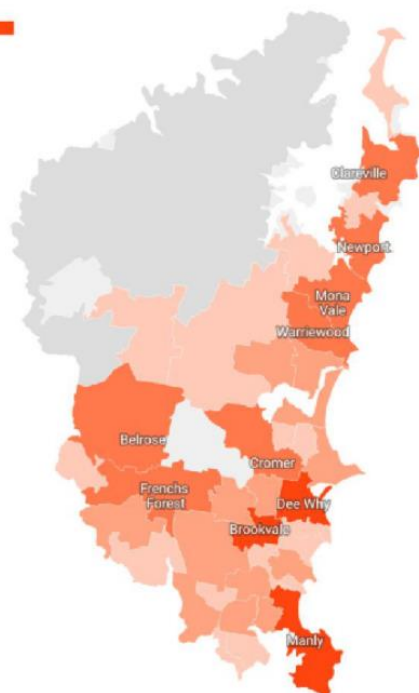 Clareville
Newport
Mona
Vale
Warriewood
Belrose
Cromer
Frenchs
Forest
Dee Why
Brookvale
Manly